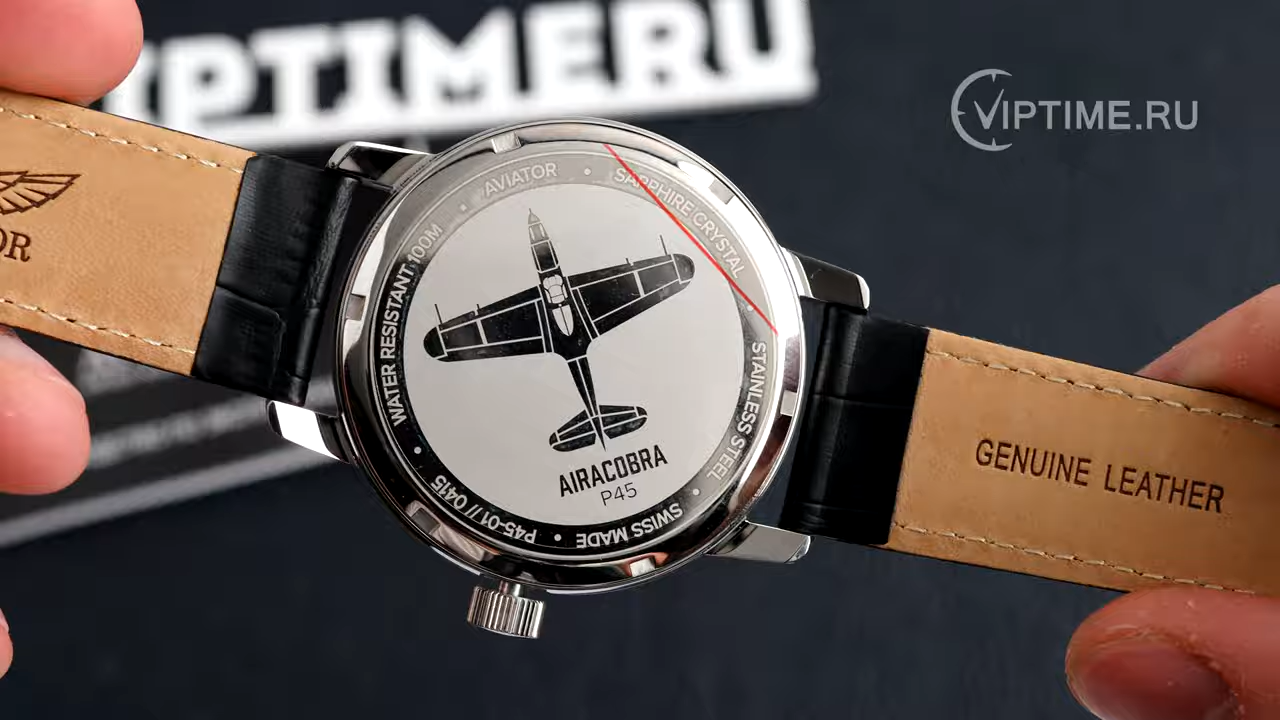 VIPTIMERU
VIPTIME.RU
AVIATOR • SAPPHIRE CRYSTAL • STAINLESS STEEL • SWISS MADE • P45-01 // 0415 • WATER RESISTANT 100M •
AIRACOBRA
P45
GENUINE LEATHER